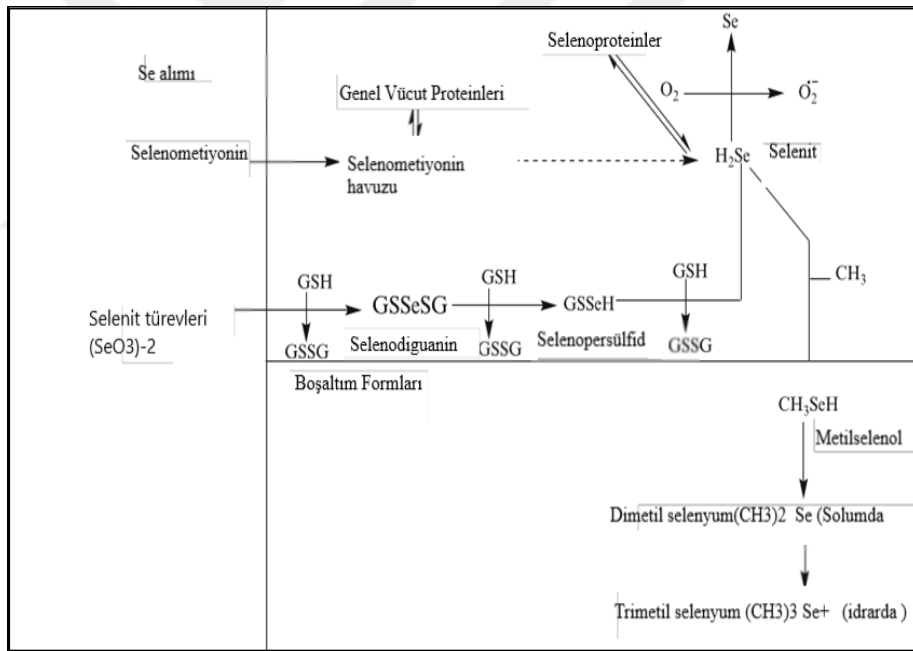 Se
Selenoproteinler
Se alımı
O2
O2·-
Genel Vücut Proteinleri
Selenometiyonin
Selenometiyonin
havuzu
H2Se
Selenit
GSH
GSH
GSH
CH3
Selenit türevleri
(SeO3)-2
GSSeSG
GSSeH
GSSG
Selenodiguanin
GSSG
Selenopersülfid
GSSG
Boşaltım Formları
CH3SeH
Metilselenol
Dimetil selenyum(CH3)2 Se (Solumda
Trimetil selenyum (CH3)3 Se+ (idrarda )